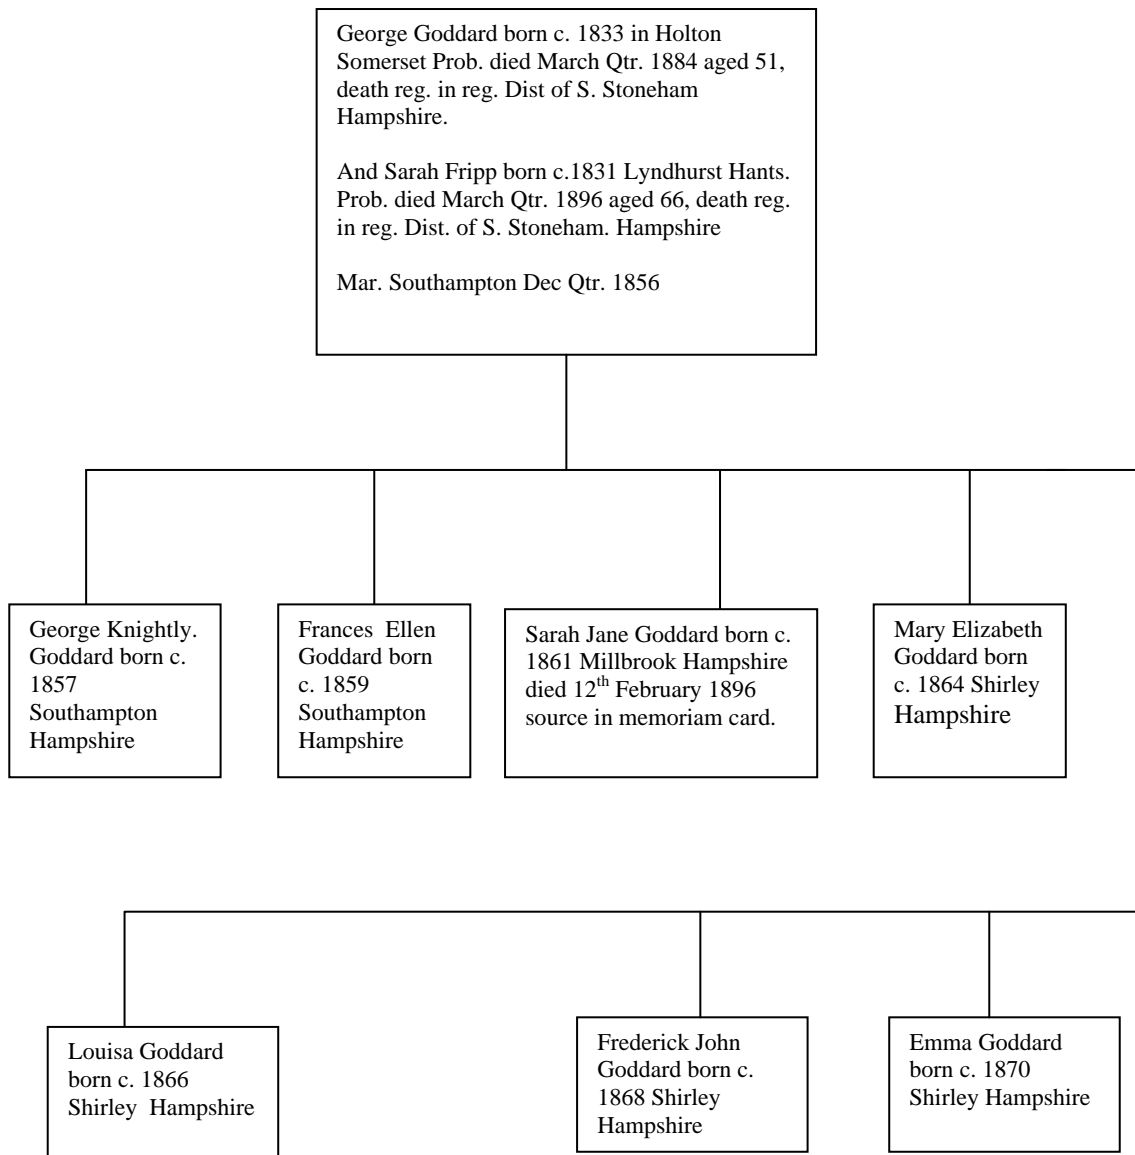 George Goddard born c. 1833 in Holton
Somerset Prob. died March Qtr. 1884 aged 51,
death reg. in reg. Dist of S. Stoneham
Hampshire.
And Sarah Fripp born c.1831 Lyndhurst Hants.
Prob. died March Qtr. 1896 aged 66, death reg.
in reg. Dist. of S. Stoneham. Hampshire
Mar. Southampton Dec Qtr. 1856
George Knightly.
Goddard born c.
1857
Southampton
Hampshire
Frances  Ellen
Goddard born
c. 1859
Southampton
Hampshire
Sarah Jane Goddard born c.
1861 Millbrook Hampshire
died 12th February 1896
source in memoriam card.
Mary Elizabeth
Goddard born
c. 1864 Shirley
Hampshire
Louisa Goddard
born c. 1866
Shirley  Hampshire
Frederick John
Goddard born c.
1868 Shirley
Hampshire
Emma Goddard
born c. 1870
Shirley Hampshire